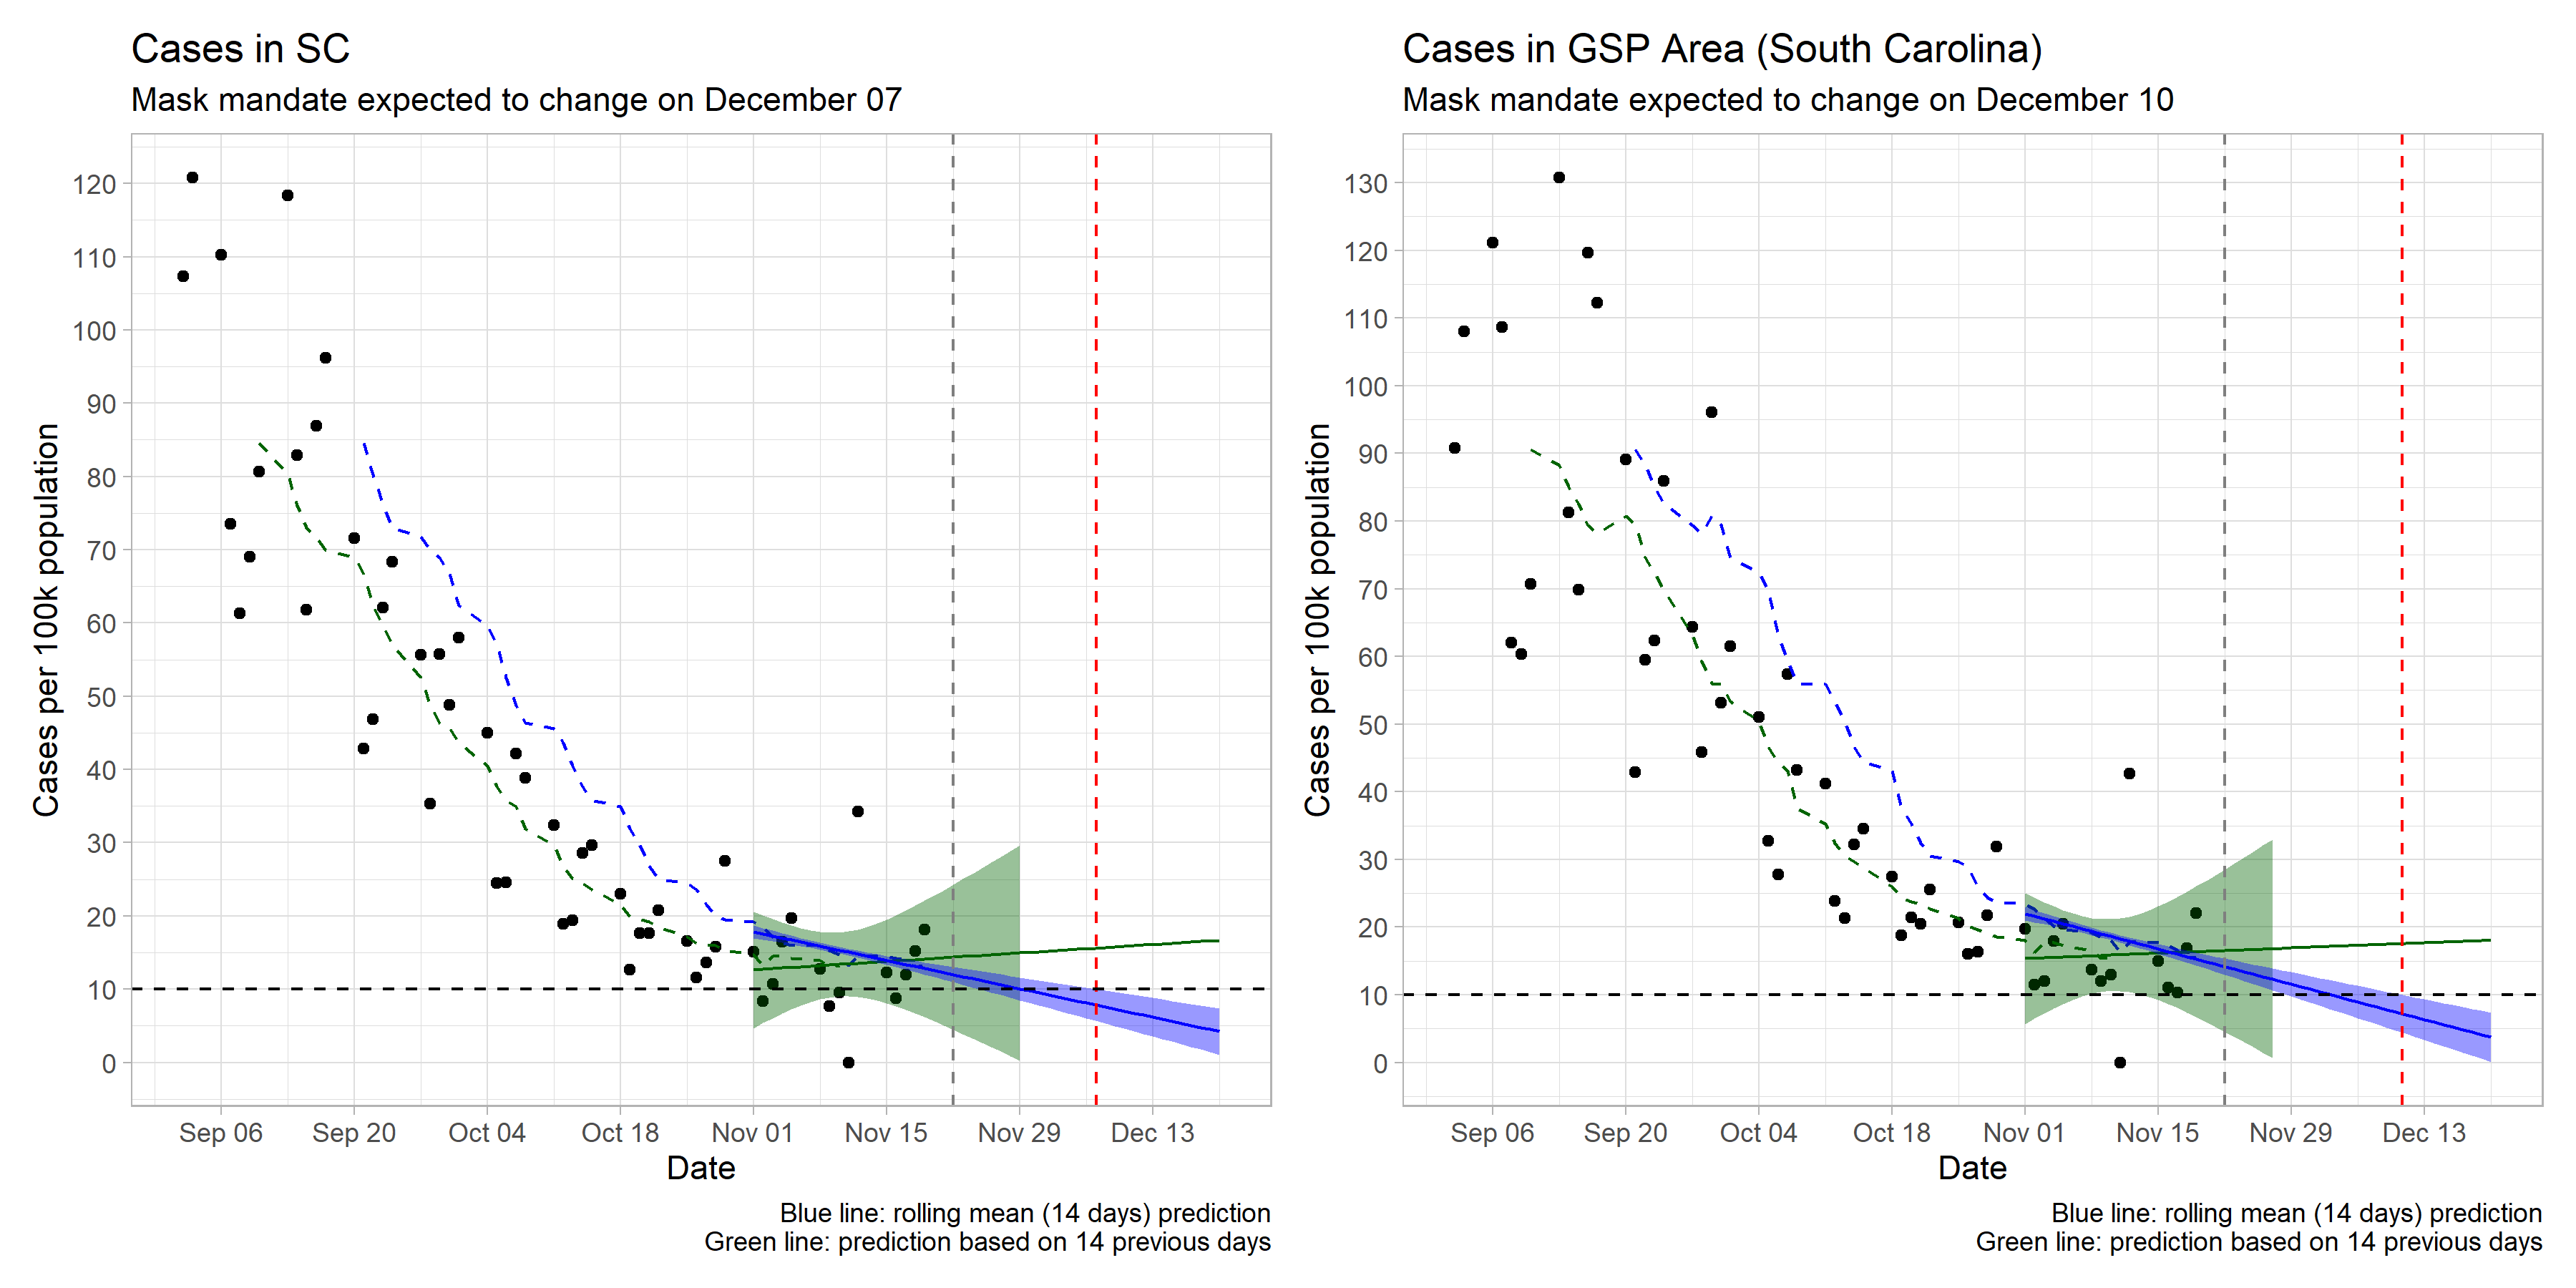 Cases in SC
Mask mandate expected to change on December 07
Cases per 100k population
120
110
100
90
80
70
60
50
40
30
20
10
0
Sep 06 Sep 20 Oct 04 Oct 18 Nov 01 Nov 15 Nov 29 Dec 13
Date
Blue line: rolling mean (14 days) prediction
Green line: prediction based on 14 previous days
Cases in GSP Area (South Carolina)
Mask mandate expected to change on December 10
Cases per 100k population
130
120
110
100
90
80
70
60
50
40
30
20
10
0
Sep 06 Sep 20 Oct 04 Oct 18 Nov 01 Nov 15 Nov 29 Dec 13
Date
Blue line: rolling mean (14 days) prediction
Green line: prediction based on 14 previous days